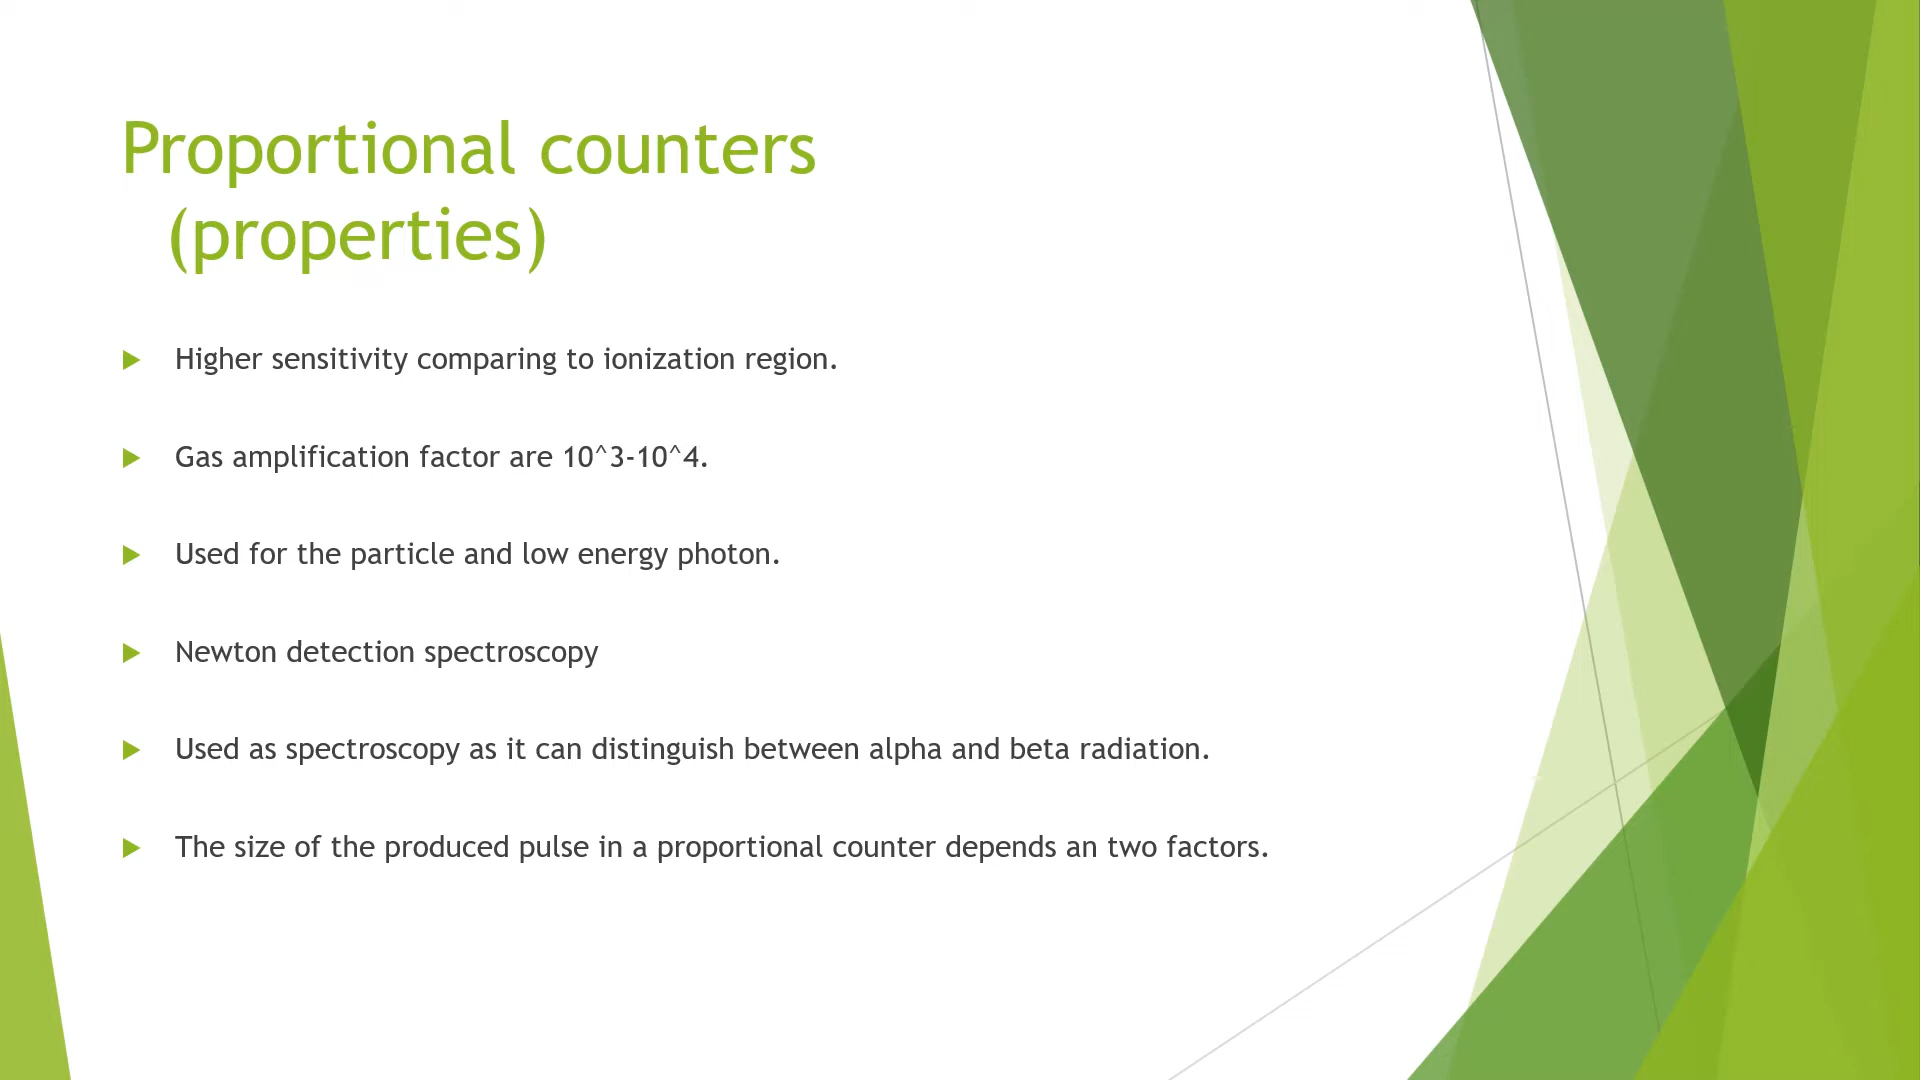 Proportional counters
(properties)
Higher sensitivity comparing to ionization region.
Gas amplification factor are 10^3-10^4.
Used for the particle and low energy photon.
Newton detection spectroscopy
Used as spectroscopy as it can distinguish between alpha and beta radiation.
The size of the produced pulse in a proportional counter depends an two factors.